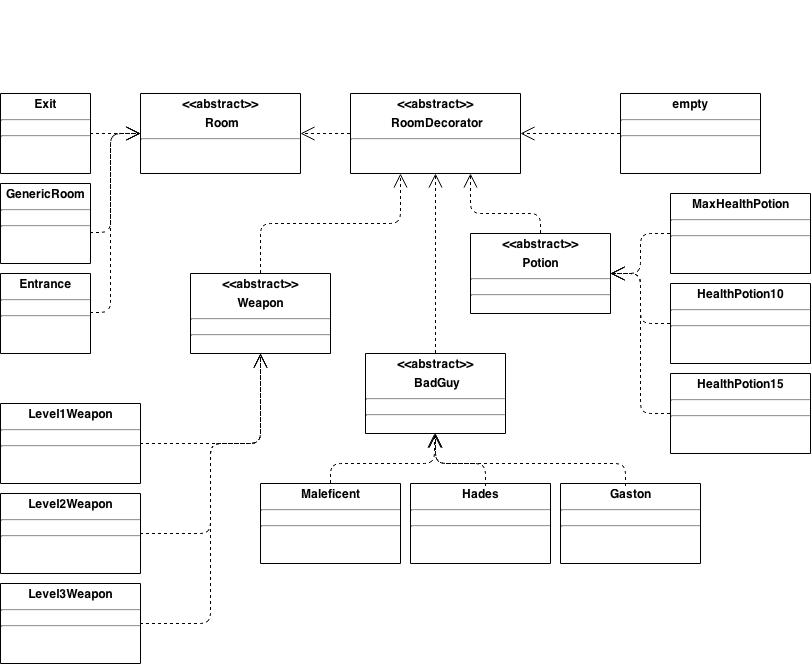 Exit
<<abstract>>
Room
<<abstract>>
RoomDecorator
empty
GenericRoom
MaxHealthPotion
<<abstract>>
Potion
Entrance
<<abstract>>
Weapon
HealthPotion10
<<abstract>>
BadGuy
HealthPotion15
Level1Weapon
Maleficent
Hades
Gaston
Level2Weapon
Level3Weapon